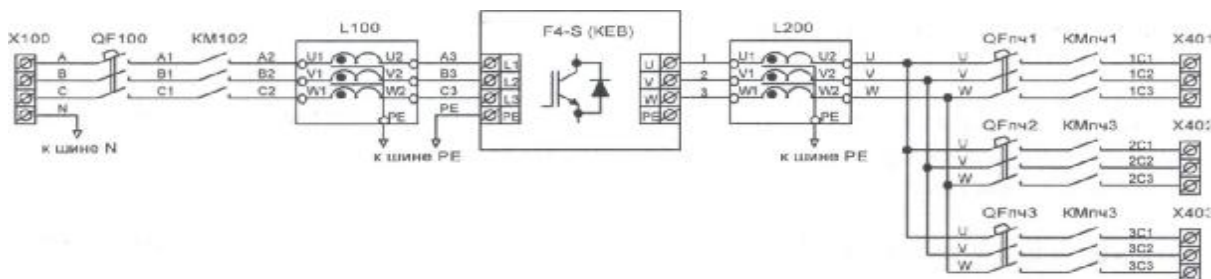 X100 QF100 KM102 L100 F4-S (KEB) L200 QFпч1 KMпч1 X401
A A1 A2 U1 U2 A3 L1 U 1 U1 U2 U U 1C1
B B1 B2 V1 V2 B3 L2 V 2 V1 V2 V V 1C2
C C1 C2 W1 W2 C3 L3 W 3 W1 W2 W W 1C3
N PE PE PE PE PE
к шине N к шине PE к шине PE
QFпч2 KMпч3 X402
U 2C1
V 2C2
W 2C3
QFпч3 KMпч3 X403
U 3C1
V 3C2
W 3C3